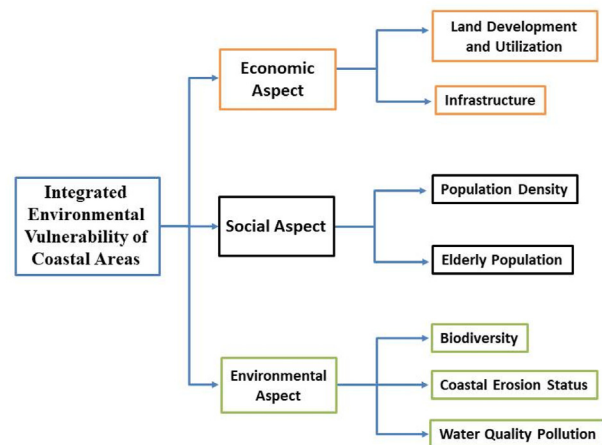 Integrated
Environmental
Vulnerability of
Coastal Areas
Economic
Aspect
Land Development
and Utilization
Infrastructure
Social Aspect
Population Density
Elderly Population
Environmental
Aspect
Biodiversity
Coastal Erosion Status
Water Quality Pollution